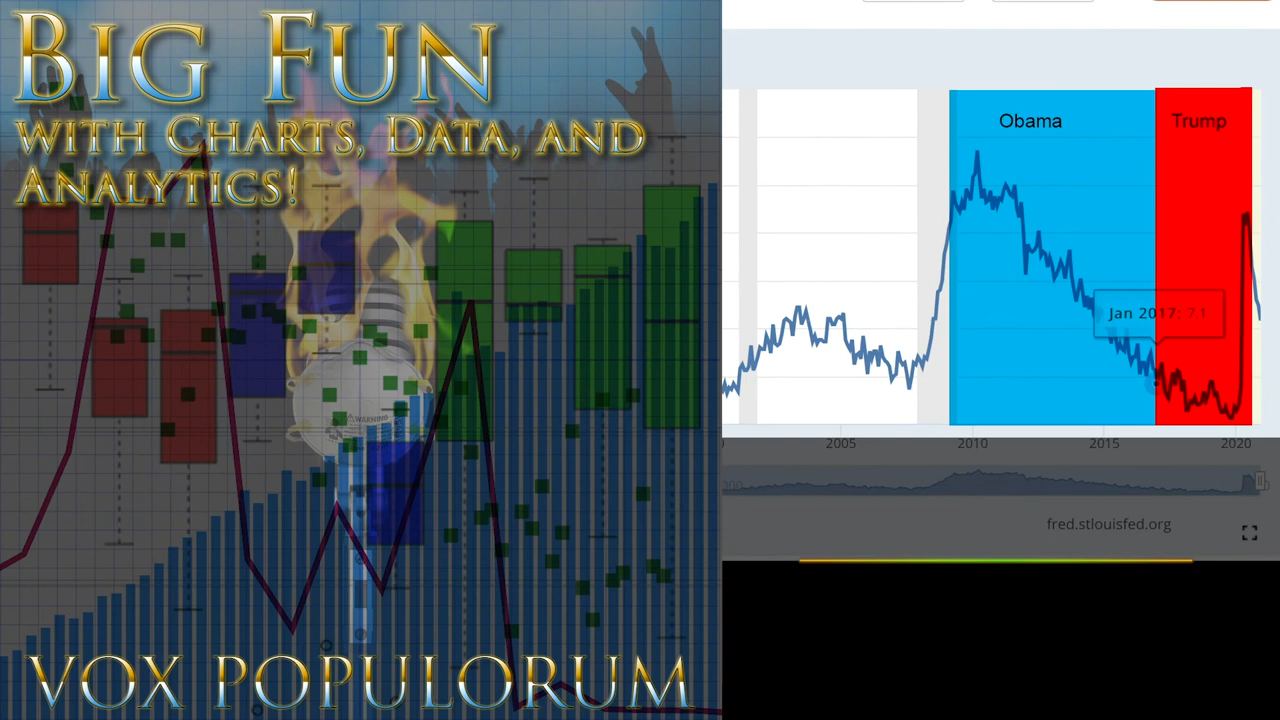 BIG FUN
WITH CHARTS, DATA, AND
ANALYTICS!
WARNING
VOX POPULORUM
Obama
Trump
Jan 2017: 7.1
2005
2010
2015
2020
fred.stlouisfed.org